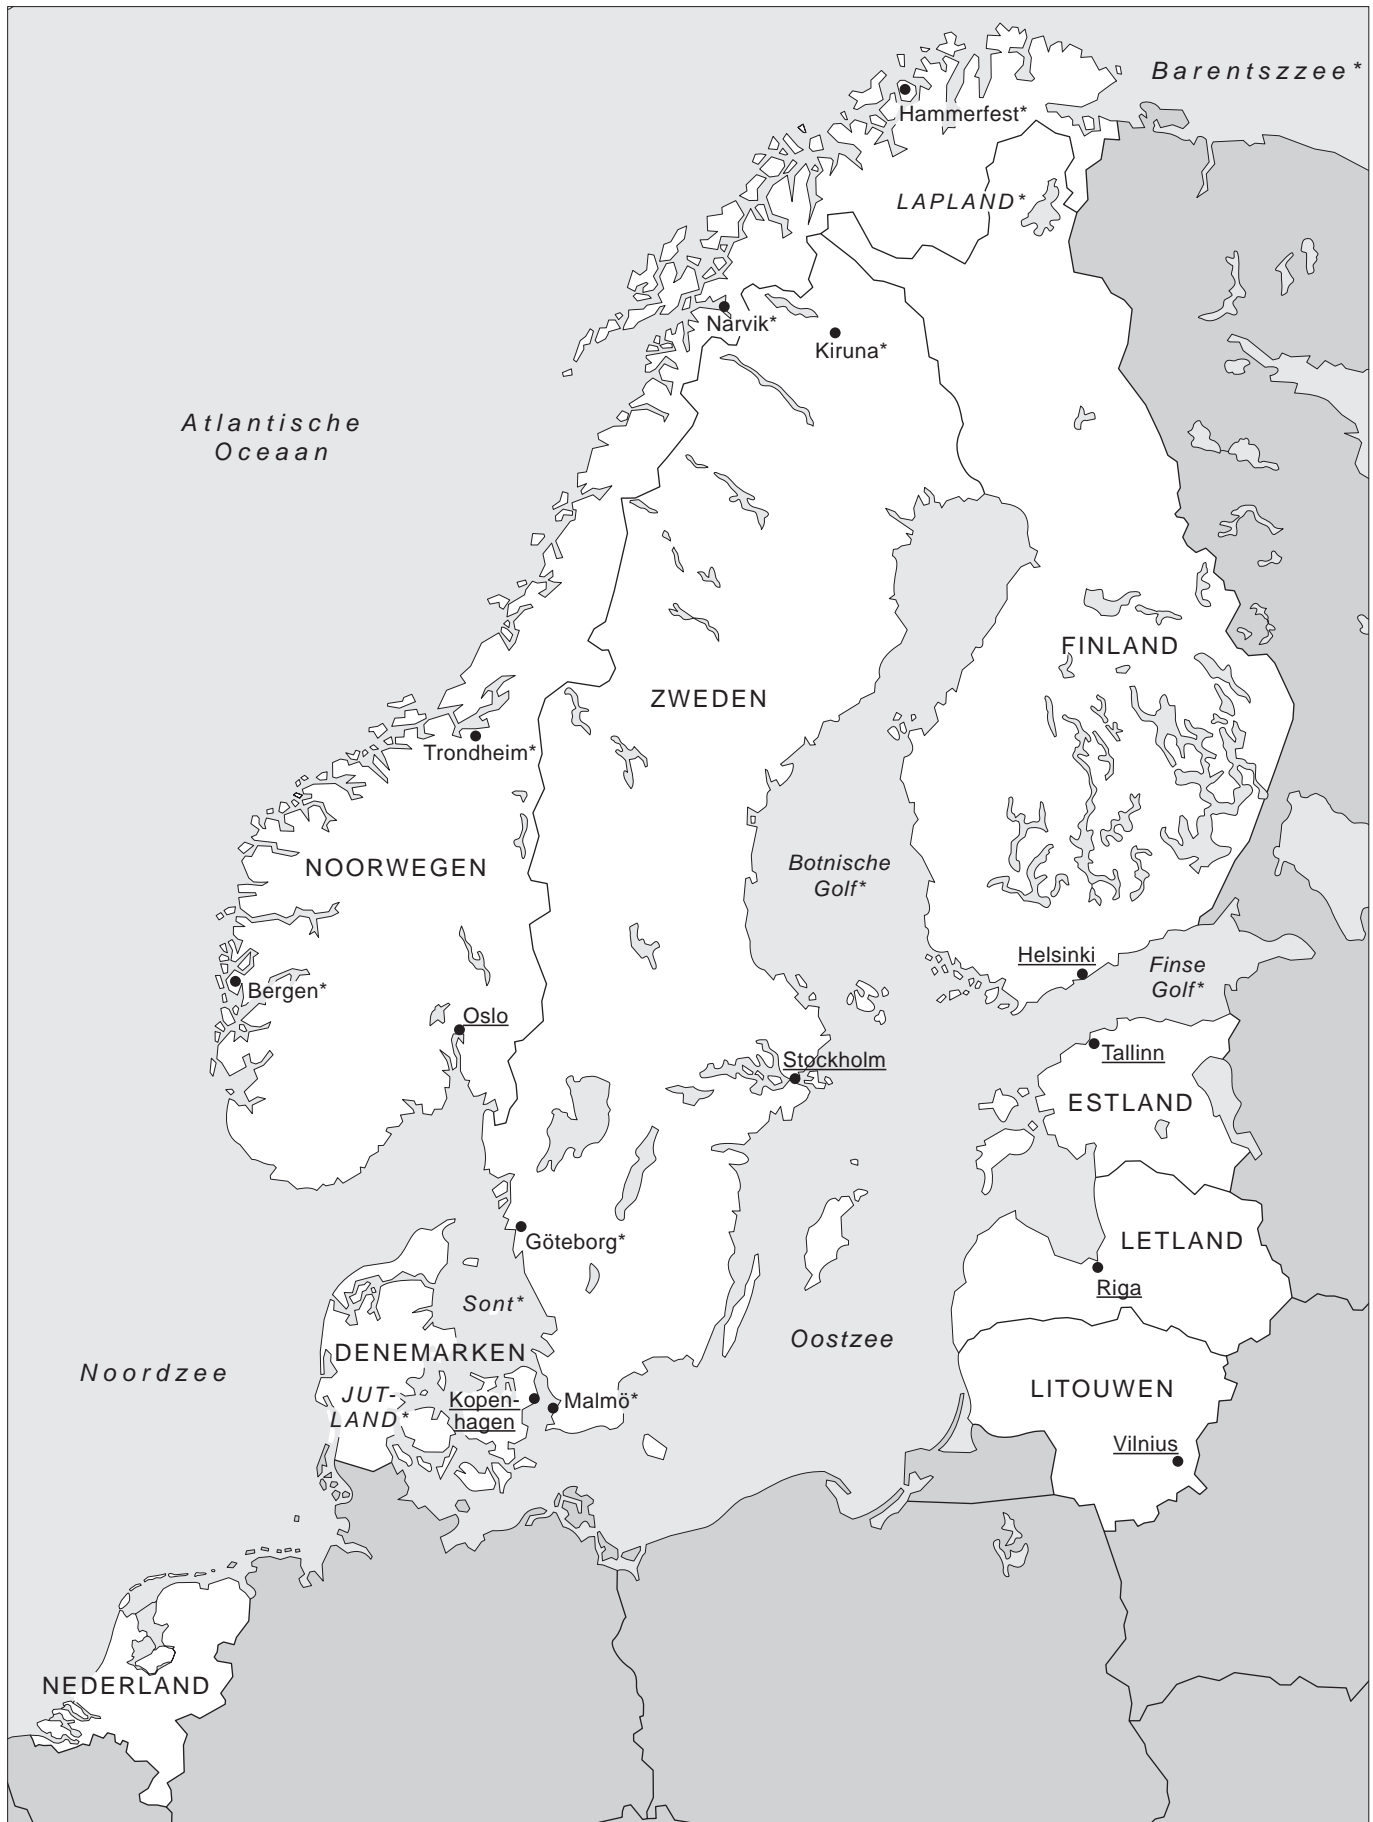 Barentszzee*
Hammerfest*
LAPLAND*
Narvik*
Kiruna*
Atlantische
Oceaan
FINLAND
ZWEDEN
Trondheim*
NOORWEGEN
Botnische
Golf*
Helsinki
Finse
Golf*
Bergen*
Oslo
Tallinn
Stockholm
ESTLAND
Göteborg*
LETLAND
Riga
Sont*
Oostzee
DENEMARKEN
Noordzee
JUT-
LAND*
Kopen-
hagen
Malmö*
LITOUWEN
Vilnius
NEDERLAND